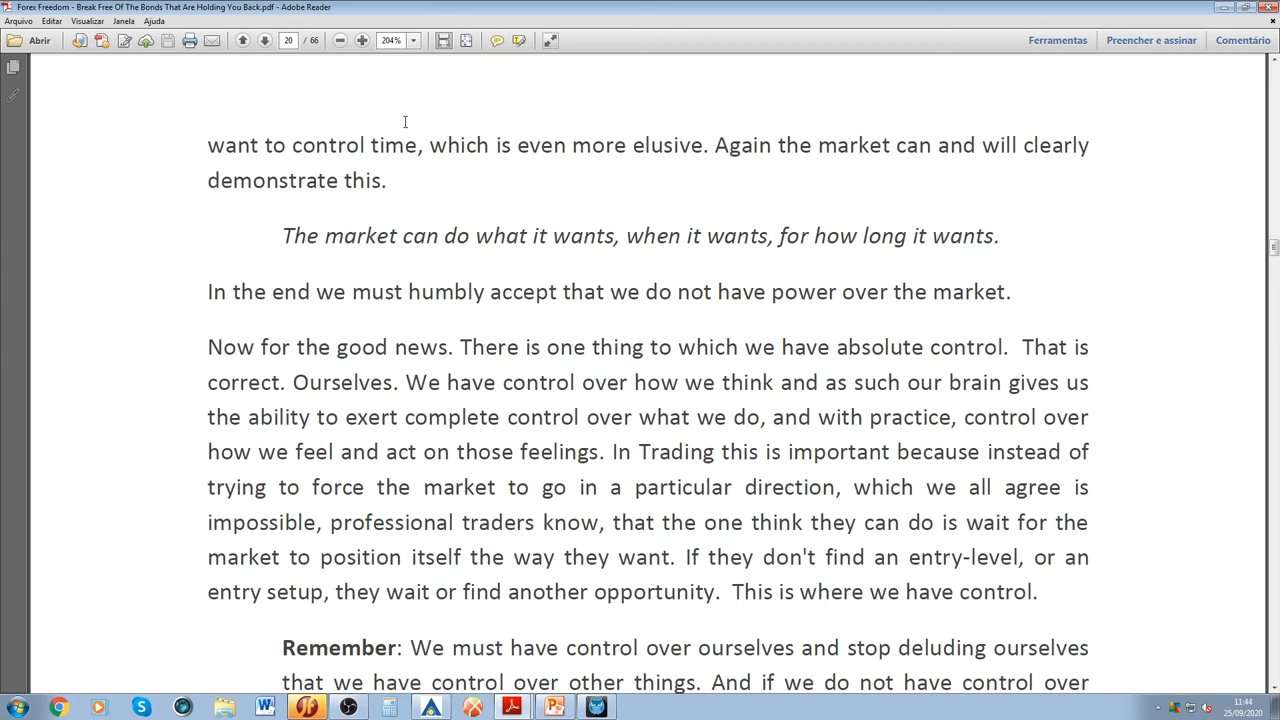 Forex Freedom - Break Free Of The Bonds That Are Holding You Back.pdf - Adobe Reader
Arquivo Editar Visualizar Janela Ajuda
Abrir 20 / 66 204% Ferramentas Preencher e assinar Comentário
want to control time, which is even more elusive. Again the market can and will clearly
demonstrate this.
The market can do what it wants, when it wants, for how long it wants.
In the end we must humbly accept that we do not have power over the market.
Now for the good news. There is one thing to which we have absolute control.  That is
correct. Ourselves. We have control over how we think and as such our brain gives us
the ability to exert complete control over what we do, and with practice, control over
how we feel and act on those feelings. In Trading this is important because instead of
trying to force the market to go in a particular direction, which we all agree is
impossible, professional traders know, that the one think they can do is wait for the
market to position itself the way they want. If they don't find an entry-level, or an
entry setup, they wait or find another opportunity.  This is where we have control.
Remember: We must have control over ourselves and stop deluding ourselves
that we have control over other things. And if we do not have control over
11:44
25/09/2020